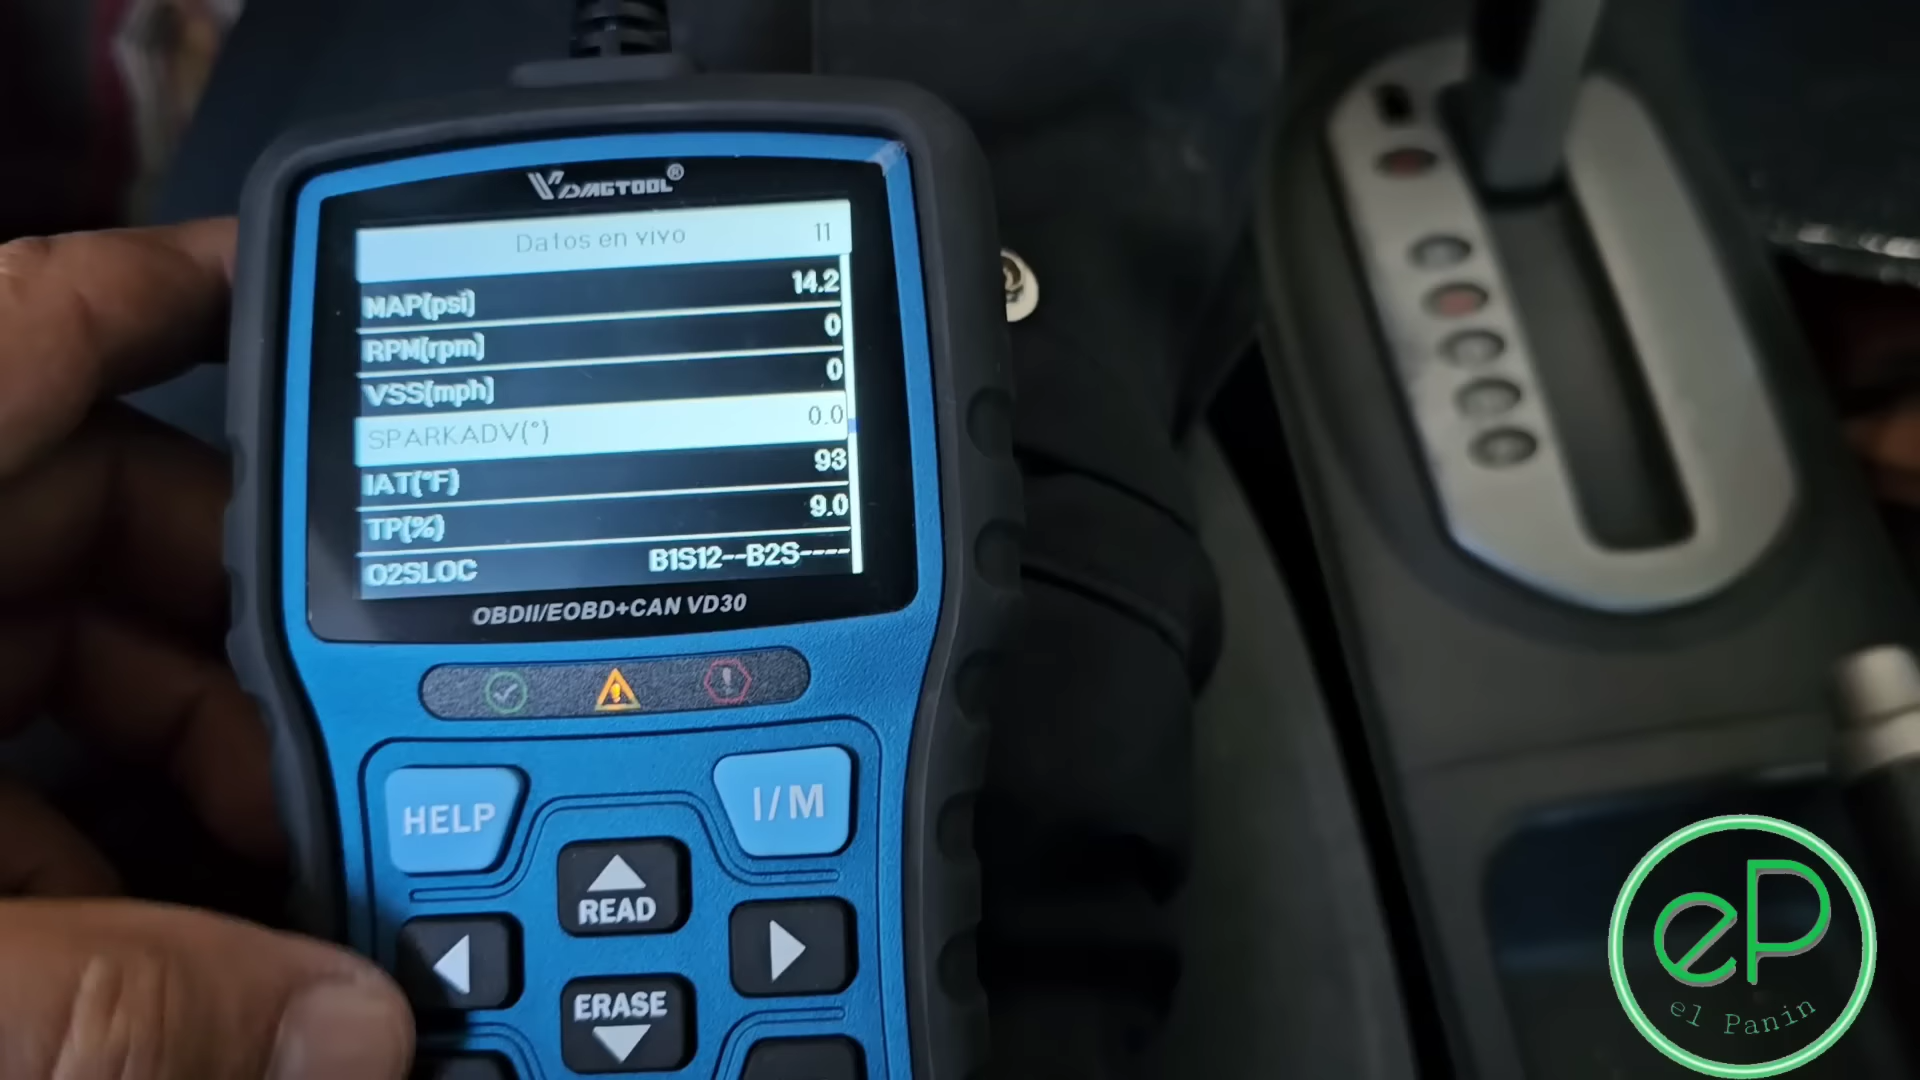 VDIAGTOOL®
Datos en vivo 11
MAP(psi) 14.2
RPM(rpm) 0
VSS(mph) 0
SPARKADV(°) 0.0
IAT(°F) 93
TP(%) 9.0
O2SLOC B1S12--B2S----
OBDII/EOBD+CAN VD30
HELP
I/M
READ
ERASE
eP
el Panin